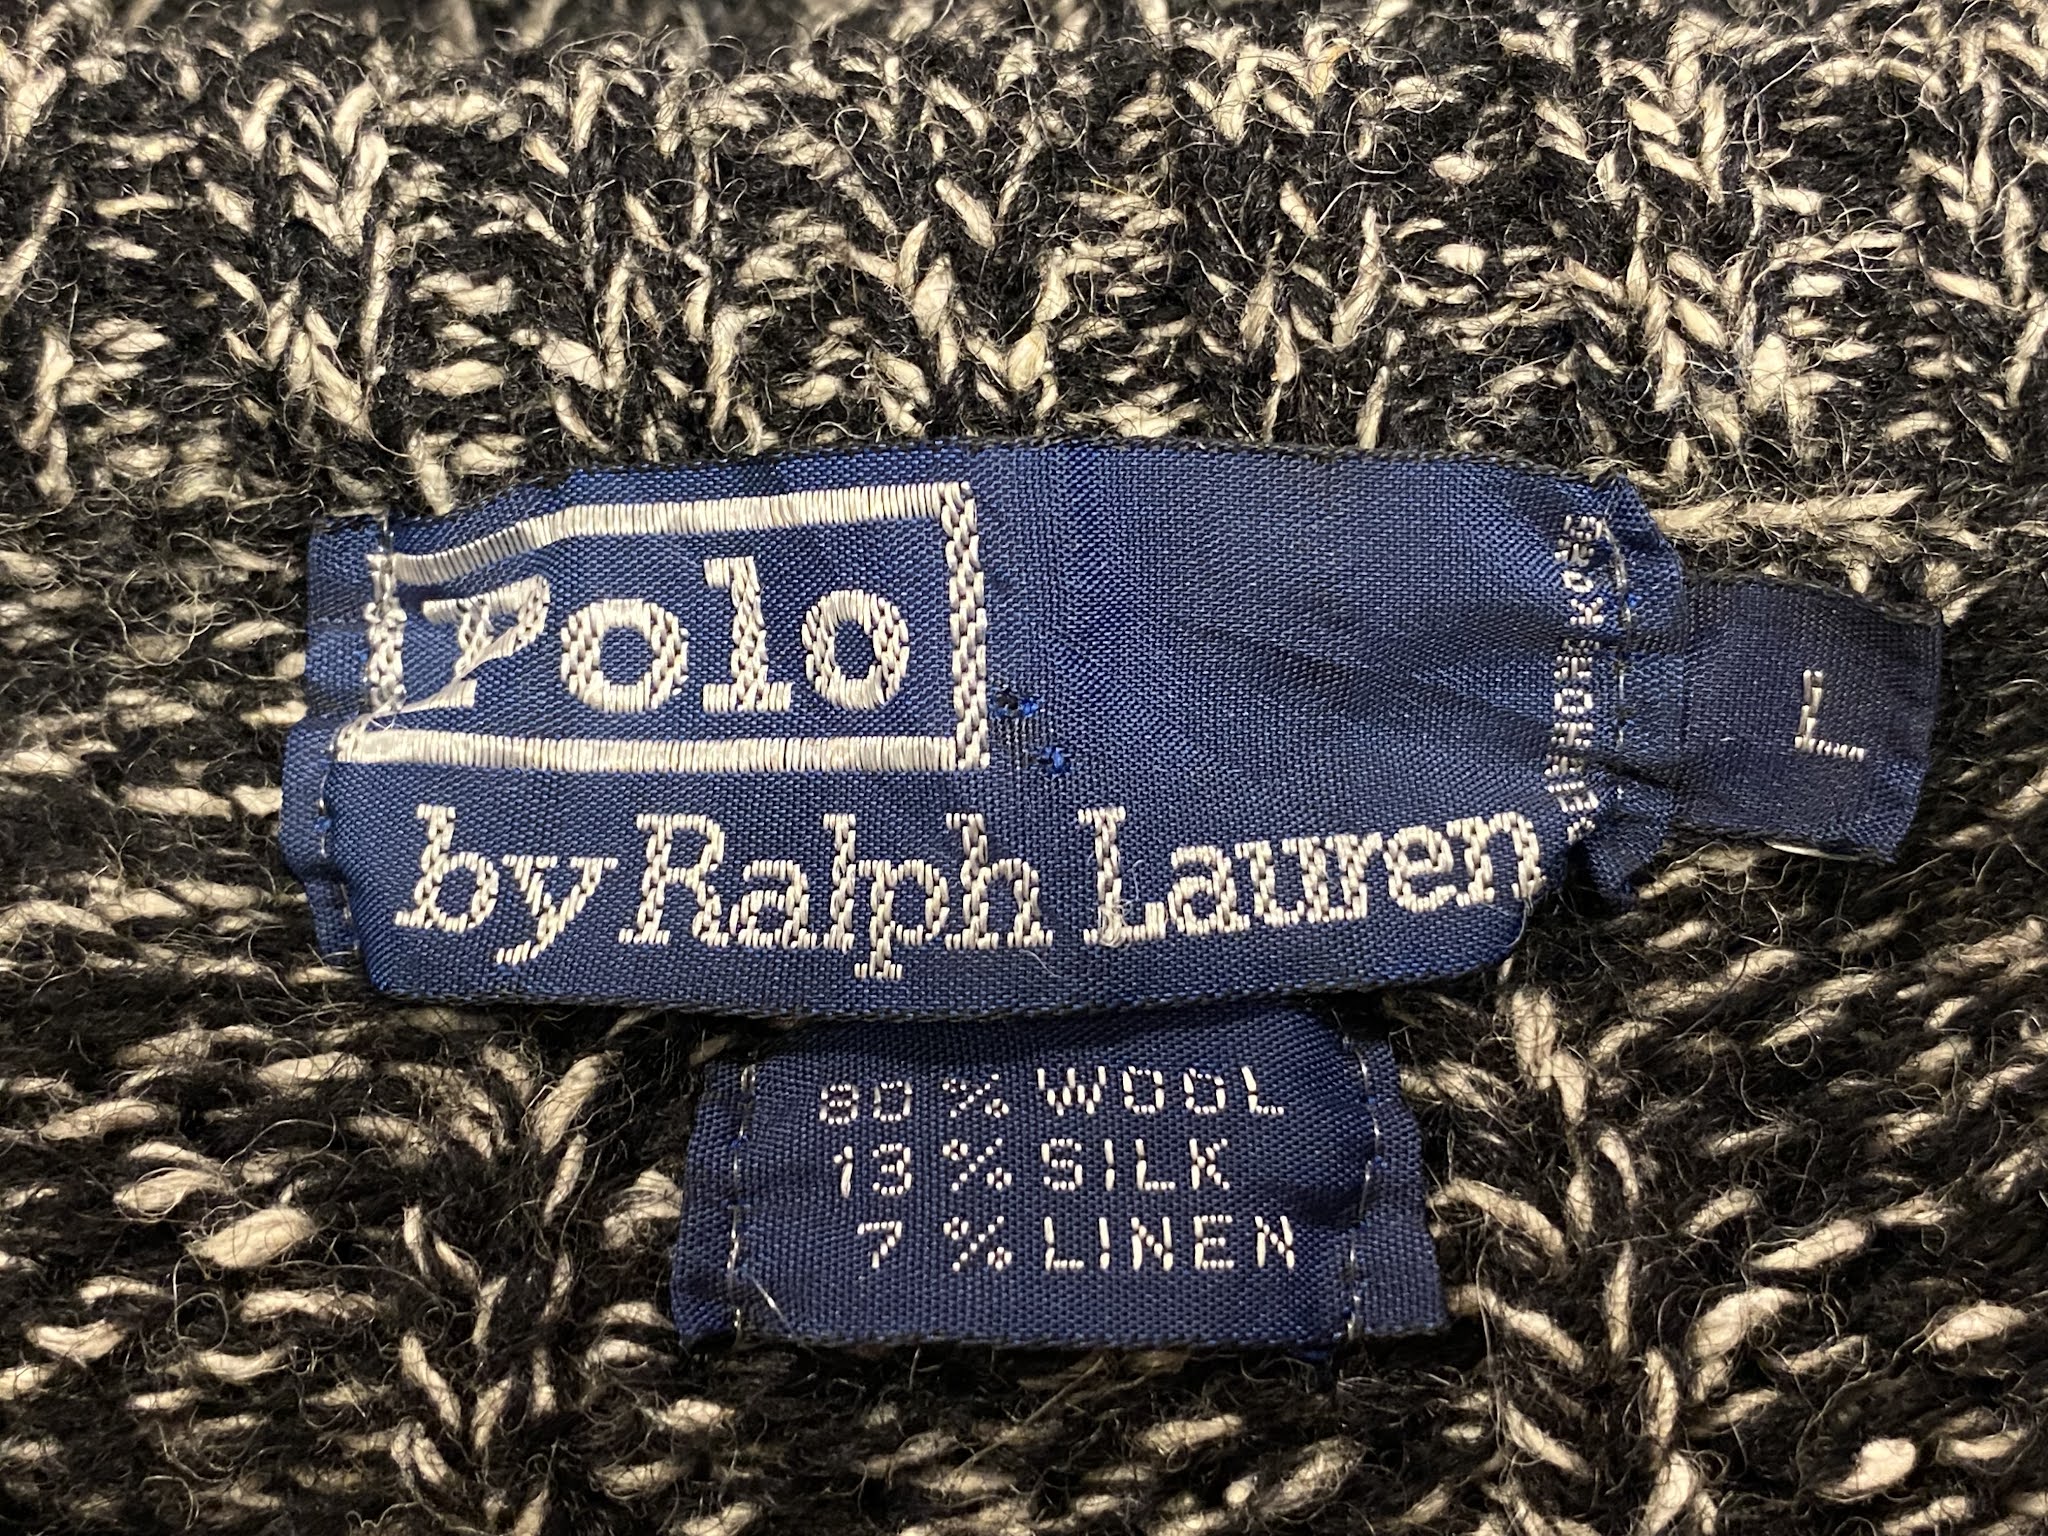 Polo
by Ralph Lauren
L
80 % WOOL
13 % SILK
7 % LINEN